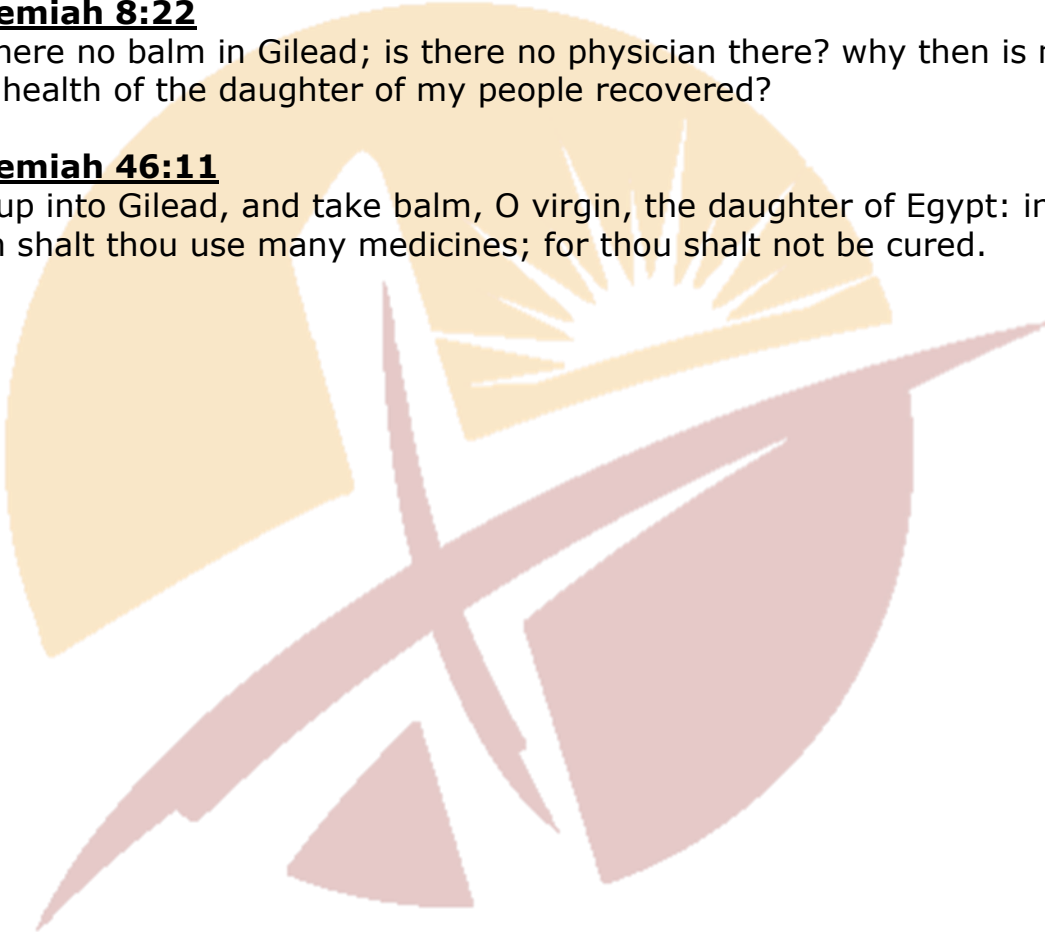 emiah 8:22
here no balm in Gilead; is there no physician there? why then is
health of the daughter of my people recovered?
emiah 46:11
up into Gilead, and take balm, O virgin, the daughter of Egypt: in
shalt thou use many medicines; for thou shalt not be cured.